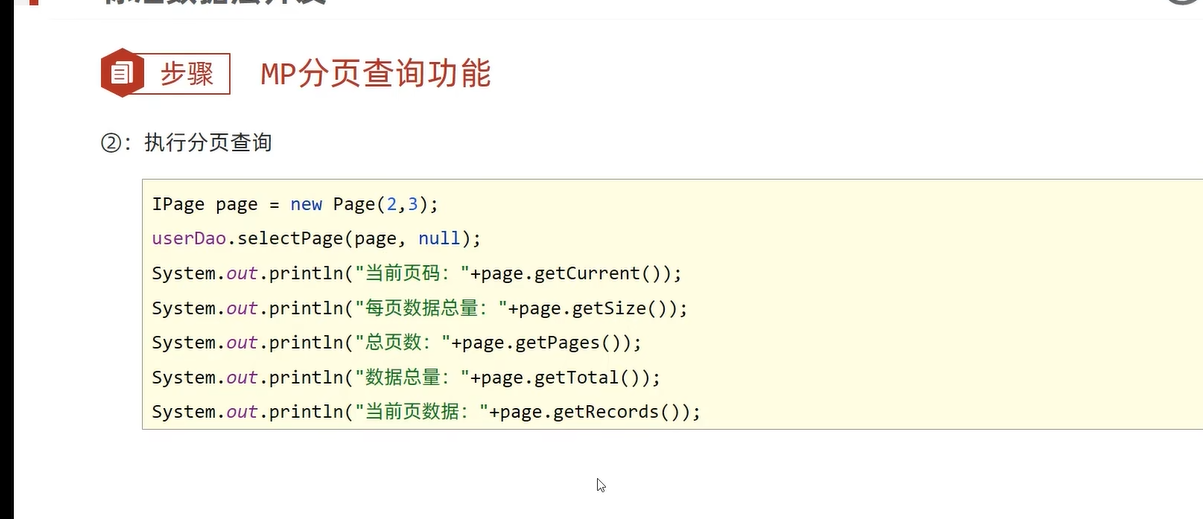 步骤 MP分页查询功能
②：执行分页查询
IPage page = new Page(2,3);
userDao.selectPage(page, null);
System.out.println("当前页码："+page.getCurrent());
System.out.println("每页数据总量："+page.getSize());
System.out.println("总页数："+page.getPages());
System.out.println("数据总量："+page.getTotal());
System.out.println("当前页数据："+page.getRecords());